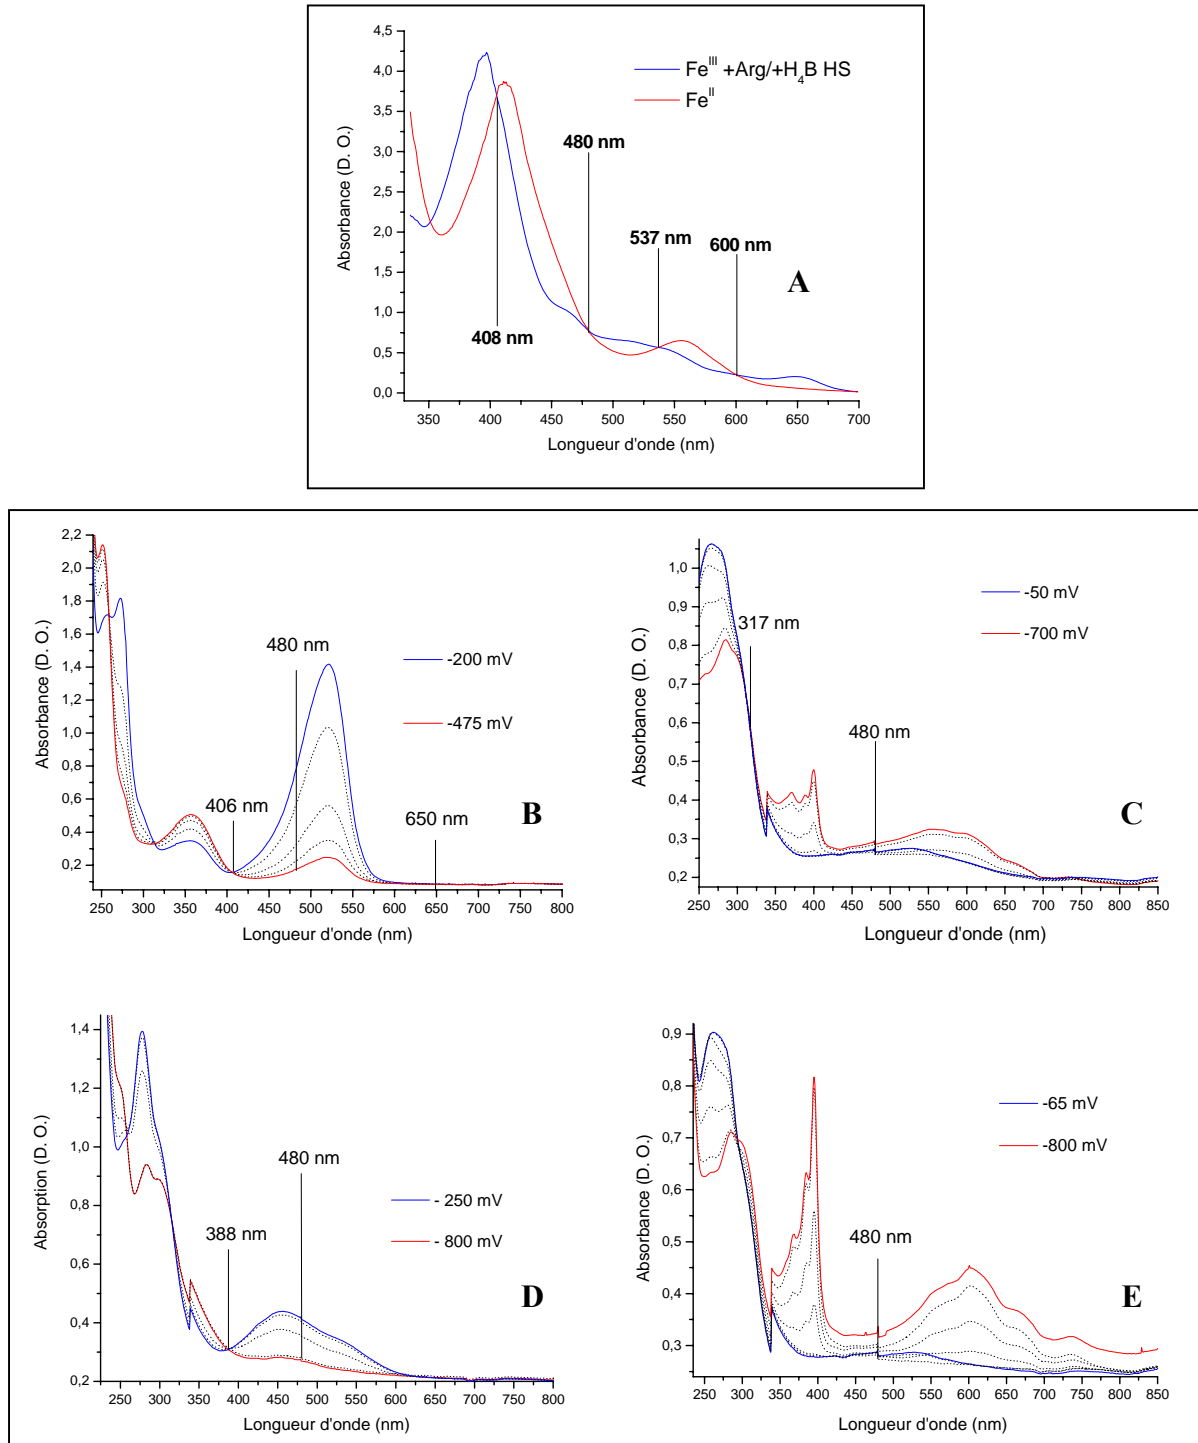 4,5
4,0
3,5
3,0
2,5
2,0
1,5
1,0
0,5
0,0
Absorbance (D. O.)
Fe^III +Arg/+H_4B HS
Fe^II
480 nm
537 nm
600 nm
408 nm
A
350 400 450 500 550 600 650 700
Longueur d'onde (nm)
2,2
2,0
1,8
1,6
1,4
1,2
1,0
0,8
0,6
0,4
0,2
Absorbance (D. O.)
480 nm
-200 mV
-475 mV
406 nm
650 nm
B
250 300 350 400 450 500 550 600 650 700 750 800
Longueur d'onde (nm)
1,0
0,9
0,8
0,7
0,6
0,5
0,4
0,3
0,2
Absorbance (D. O.)
-50 mV
-700 mV
317 nm
480 nm
C
250 300 350 400 450 500 550 600 650 700 750 800 850
Longueur d'onde (nm)
1,4
1,2
1,0
0,8
0,6
0,4
0,2
Absorption (D. O.)
480 nm
388 nm
- 250 mV
- 800 mV
D
250 300 350 400 450 500 550 600 650 700 750 800
Longueur d'onde (nm)
0,9
0,8
0,7
0,6
0,5
0,4
0,3
Absorbance (D. O.)
-65 mV
-800 mV
480 nm
E
250 300 350 400 450 500 550 600 650 700 750 800 850
Longueur d'onde (nm)